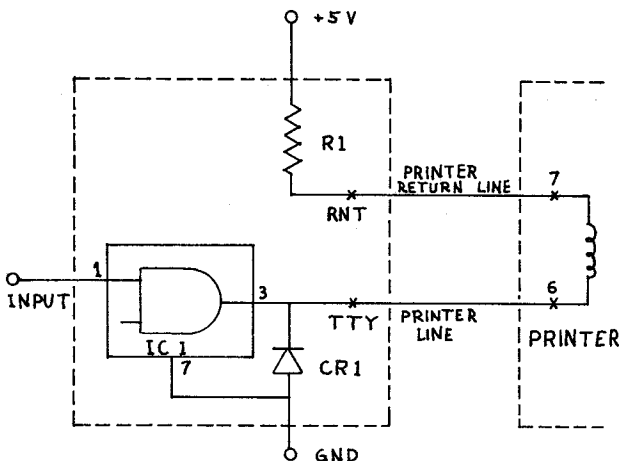 +5V
R1
PRINTER
RETURN LINE
7
RNT
1
INPUT
3
6
TTY
PRINTER
LINE
PRINTER
IC 1
7
CR1
GND